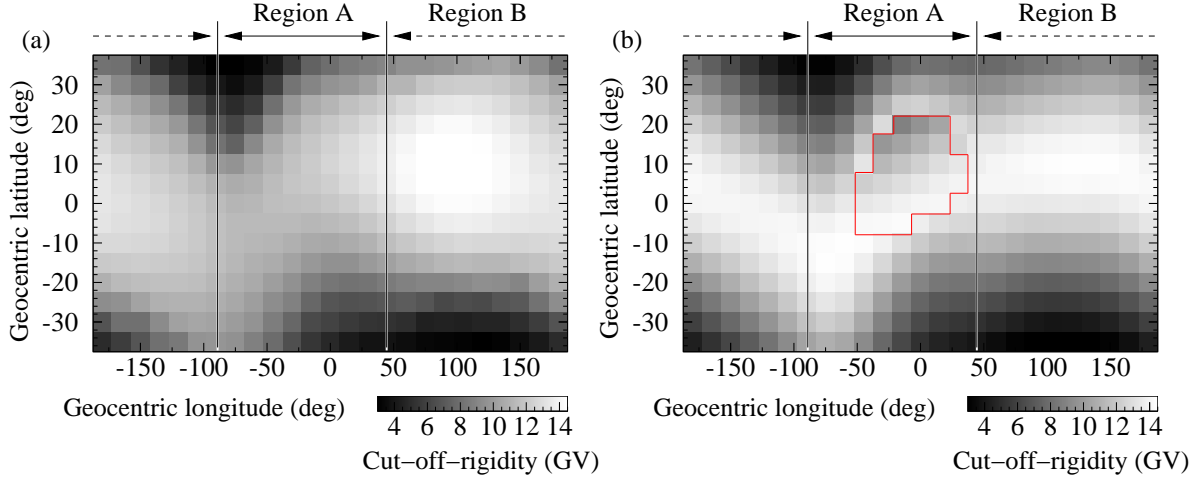 Region A Region B
(a)
Geocentric latitude (deg)
30
20
10
0
-10
-20
-30
-150 -100 -50 0 50 100 150
Geocentric longitude (deg)
4 6 8 10 12 14
Cut−off−rigidity (GV)
Region A Region B
(b)
Geocentric latitude (deg)
30
20
10
0
-10
-20
-30
-150 -100 -50 0 50 100 150
Geocentric longitude (deg)
4 6 8 10 12 14
Cut−off−rigidity (GV)